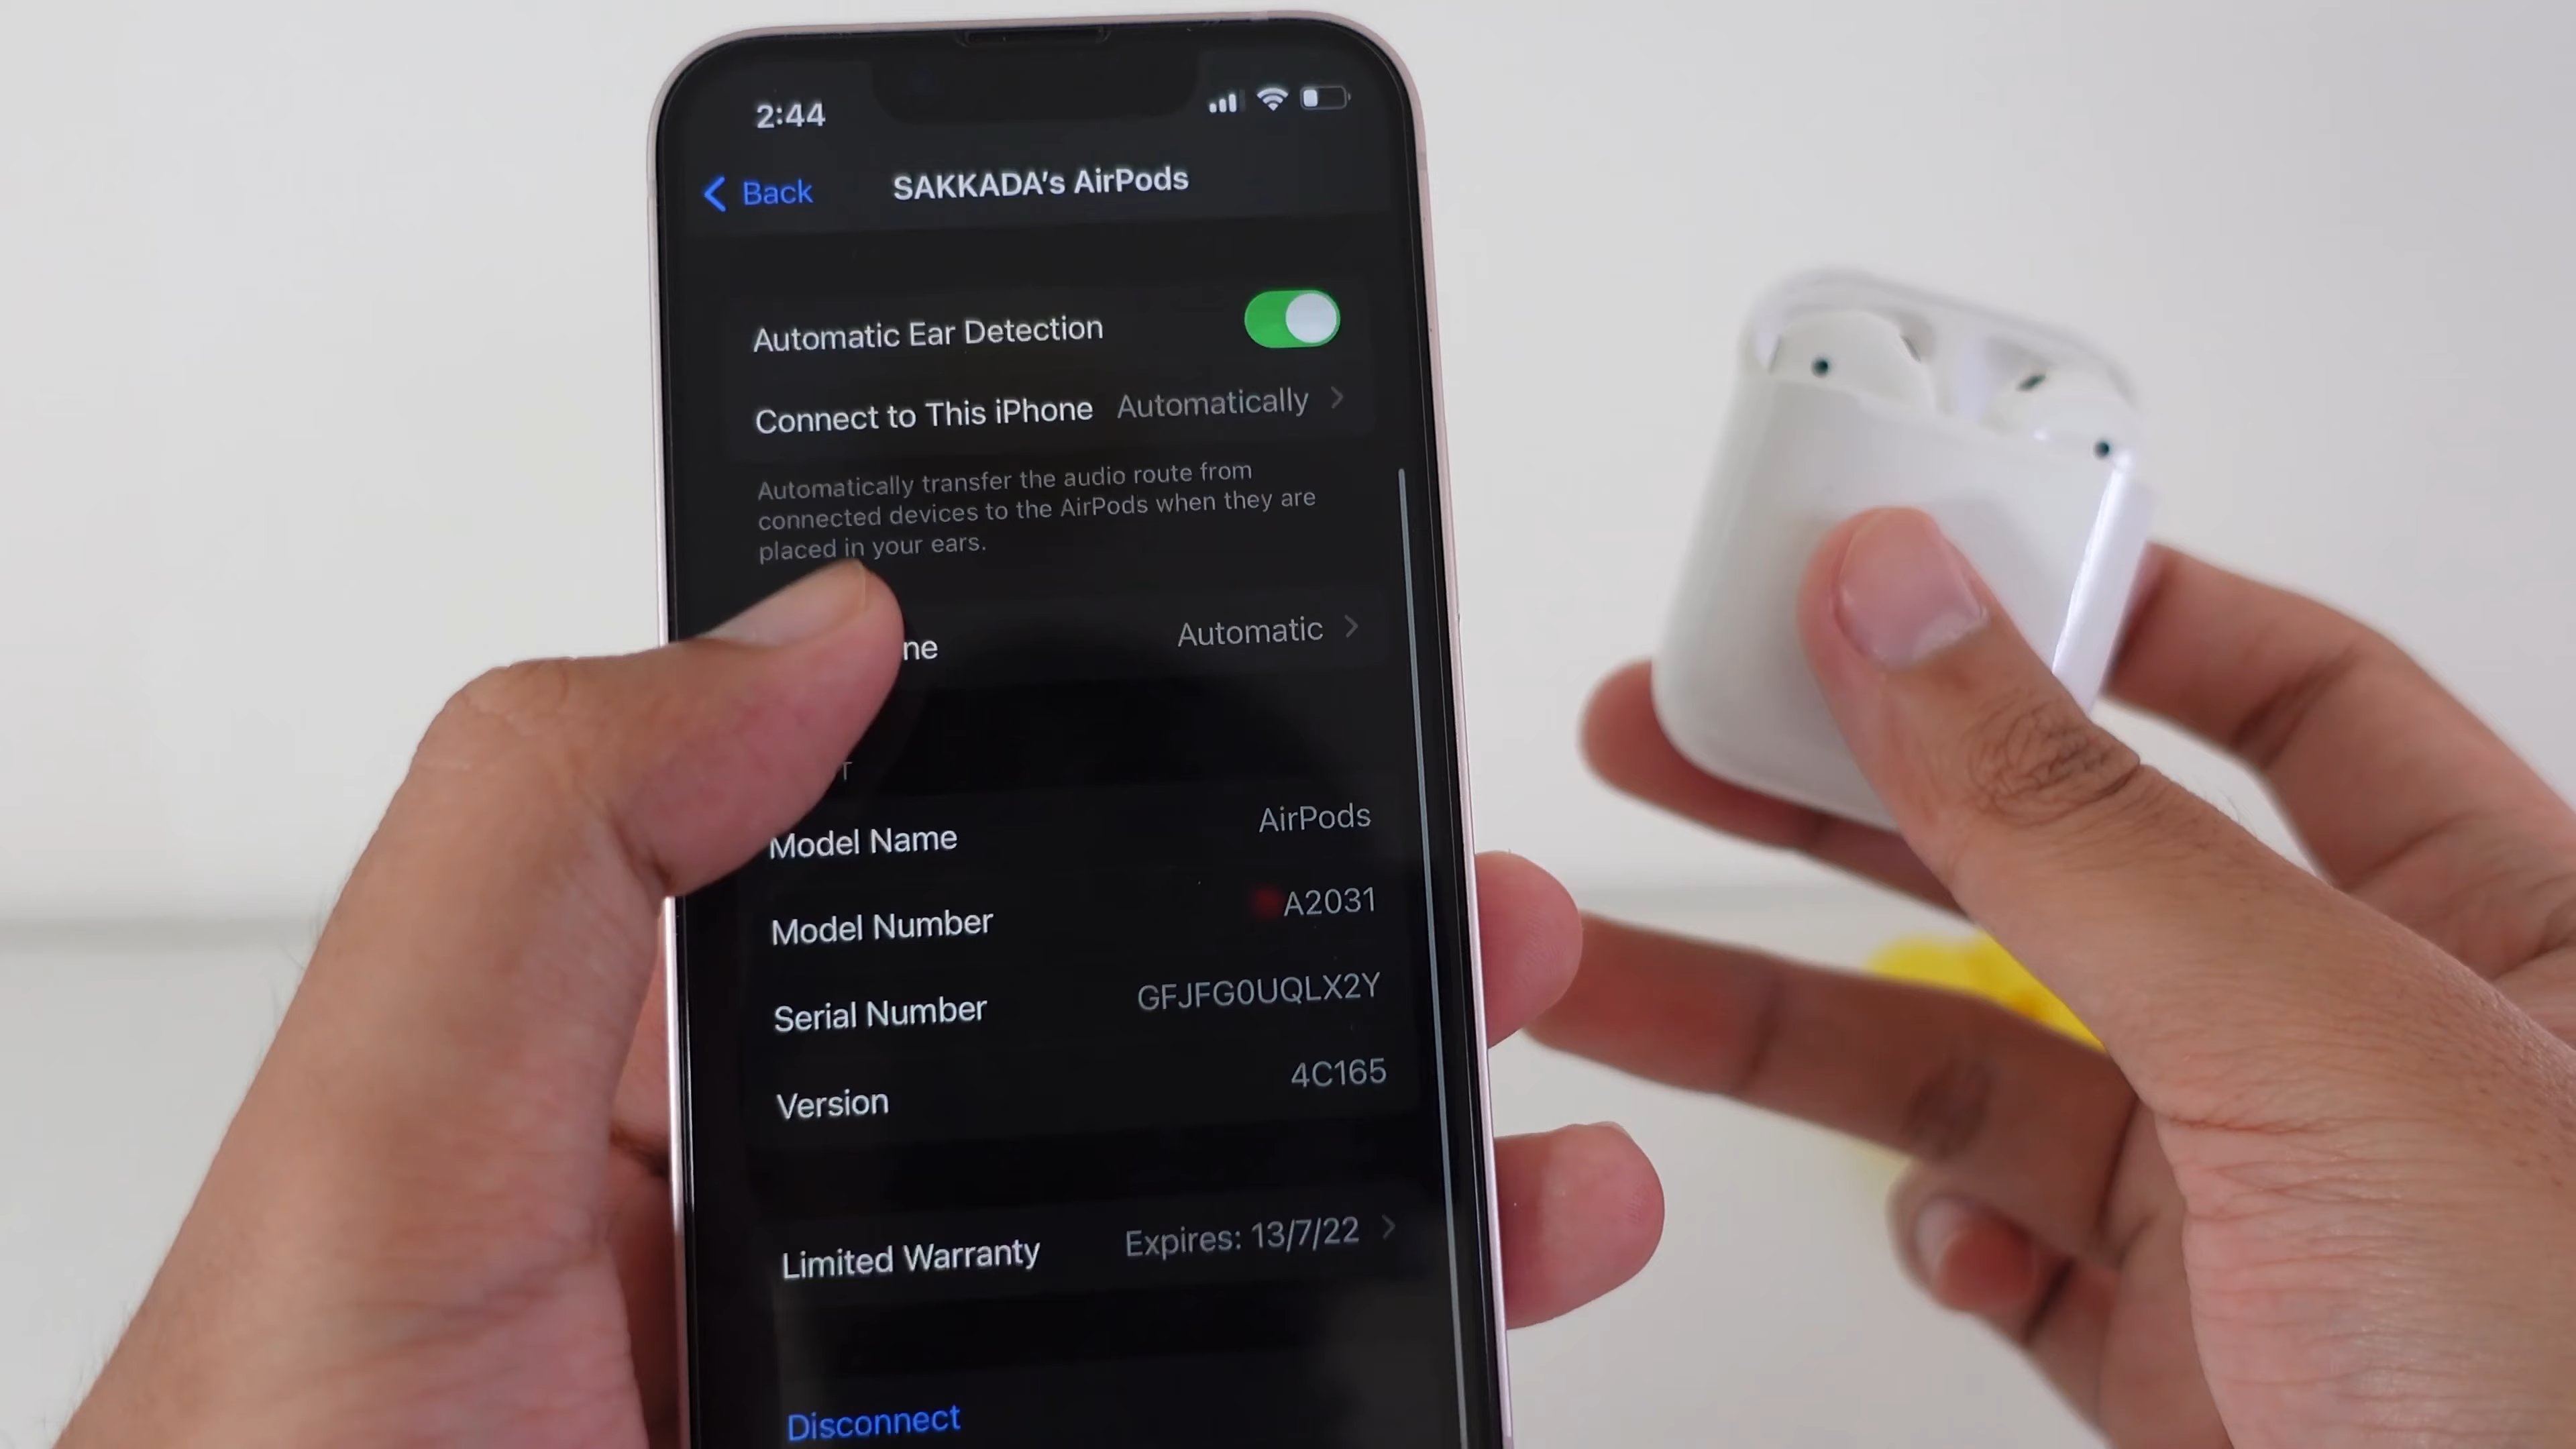 2:44
Back
SAKKADA's AirPods
Automatic Ear Detection
Connect to This iPhone Automatically
Automatically transfer the audio route from
connected devices to the AirPods when they are
placed in your ears.
Automatic
Model Name AirPods
Model Number A2031
Serial Number GFJFG0UQLX2Y
Version 4C165
Limited Warranty Expires: 13/7/22
Disconnect